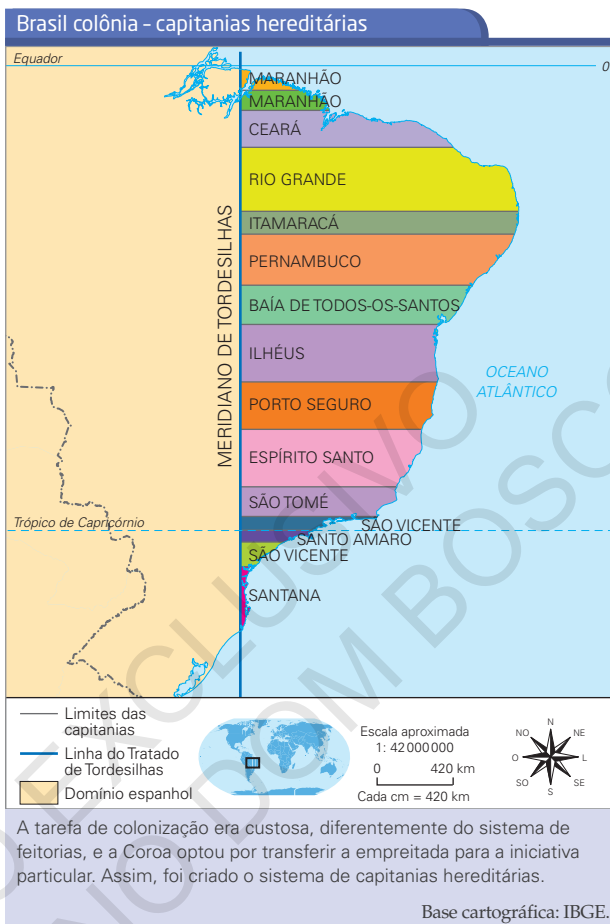 Brasil colônia – capitanias hereditárias
Equador
0
MARANHÃO
MARANHÃO
CEARÁ
RIO GRANDE
ITAMARACÁ
PERNAMBUCO
BAÍA DE TODOS-OS-SANTOS
ILHÉUS
PORTO SEGURO
ESPÍRITO SANTO
SÃO TOMÉ
SÃO VICENTE
SANTO AMARO
SÃO VICENTE
SANTANA
MERIDIANO DE TORDESILHAS
OCEANO
ATLÂNTICO
Trópico de Capricórnio
Limites das
capitanias
Linha do Tratado
de Tordesilhas
Domínio espanhol
Escala aproximada
1: 42 000 000
0 420 km
Cada cm = 420 km
N
NO NE
O L
SO SE
S
A tarefa de colonização era custosa, diferentemente do sistema de
feitorias, e a Coroa optou por transferir a empreitada para a iniciativa
particular. Assim, foi criado o sistema de capitanias hereditárias.
Base cartográfica: IBGE.
EXCLUSIVO
DOM BOSCO